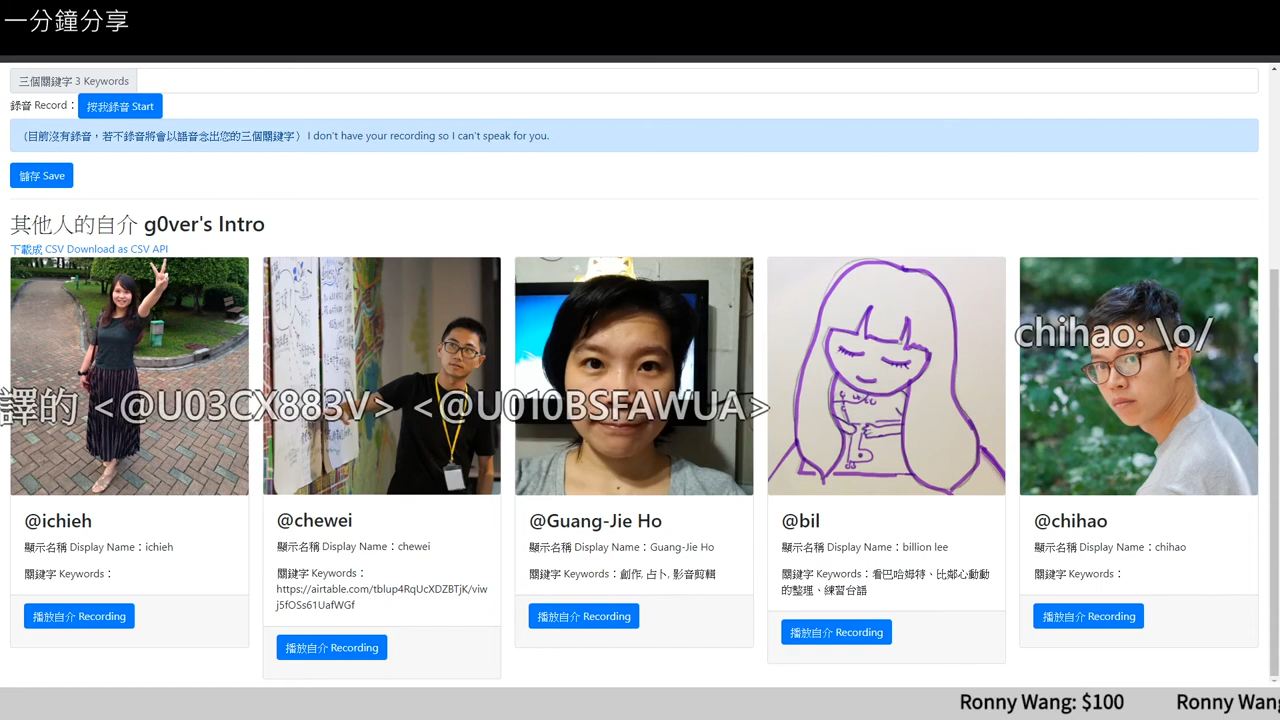 一分鐘分享
三個關鍵字 3 Keywords
錄音 Record： 按我錄音 Start
（目前沒有錄音，若不錄音將會以語音念出您的三個關鍵字） I don't have your recording so I can't speak for you.
儲存 Save
其他人的自介 g0ver's Intro
下載成 CSV Download as CSV API
chihao: \o/
譯的 <@U03CX883V> <@U010BSFAWUA>
@ichieh
顯示名稱 Display Name：ichieh
關鍵字 Keywords：
播放自介 Recording
@chewei
顯示名稱 Display Name：chewei
關鍵字 Keywords：
https://airtable.com/tblup4RqUcXDZBTjK/viw
j5fOSs61UafWGf
播放自介 Recording
@Guang-Jie Ho
顯示名稱 Display Name：Guang-Jie Ho
關鍵字 Keywords：創作, 占卜, 影音剪輯
播放自介 Recording
@bil
顯示名稱 Display Name：billion lee
關鍵字 Keywords：看巴哈姆特、比鄰心動動
的整理、練習台語
播放自介 Recording
@chihao
顯示名稱 Display Name：chihao
關鍵字 Keywords：
播放自介 Recording
Ronny Wang: $100 Ronny Wang